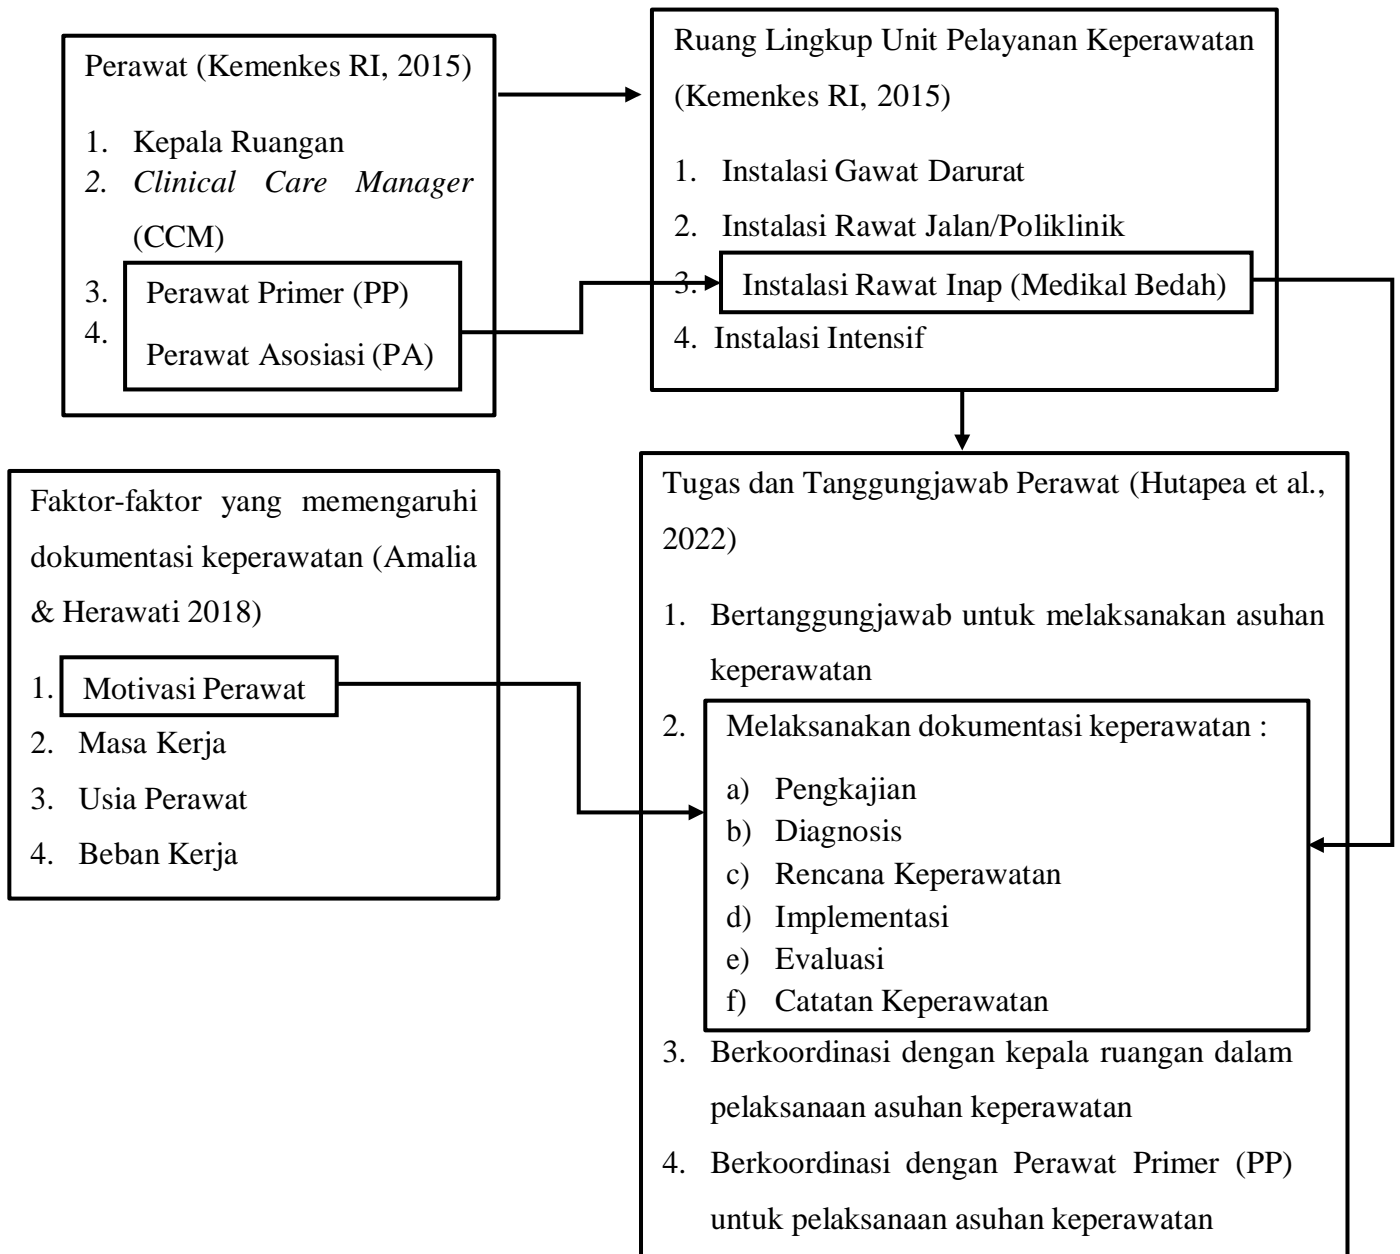 Perawat (Kemenkes RI, 2015)
1. Kepala Ruangan
2. Clinical Care Manager
(CCM)
3. Perawat Primer (PP)
4. Perawat Asosiasi (PA)
Ruang Lingkup Unit Pelayanan Keperawatan
(Kemenkes RI, 2015)
1. Instalasi Gawat Darurat
2. Instalasi Rawat Jalan/Poliklinik
3. Instalasi Rawat Inap (Medikal Bedah)
4. Instalasi Intensif
Faktor-faktor yang memengaruhi
dokumentasi keperawatan (Amalia
& Herawati 2018)
1. Motivasi Perawat
2. Masa Kerja
3. Usia Perawat
4. Beban Kerja
Tugas dan Tanggungjawab Perawat (Hutapea et al.,
2022)
1. Bertanggungjawab untuk melaksanakan asuhan
keperawatan
2. Melaksanakan dokumentasi keperawatan :
a) Pengkajian
b) Diagnosis
c) Rencana Keperawatan
d) Implementasi
e) Evaluasi
f) Catatan Keperawatan
3. Berkoordinasi dengan kepala ruangan dalam
pelaksanaan asuhan keperawatan
4. Berkoordinasi dengan Perawat Primer (PP)
untuk pelaksanaan asuhan keperawatan